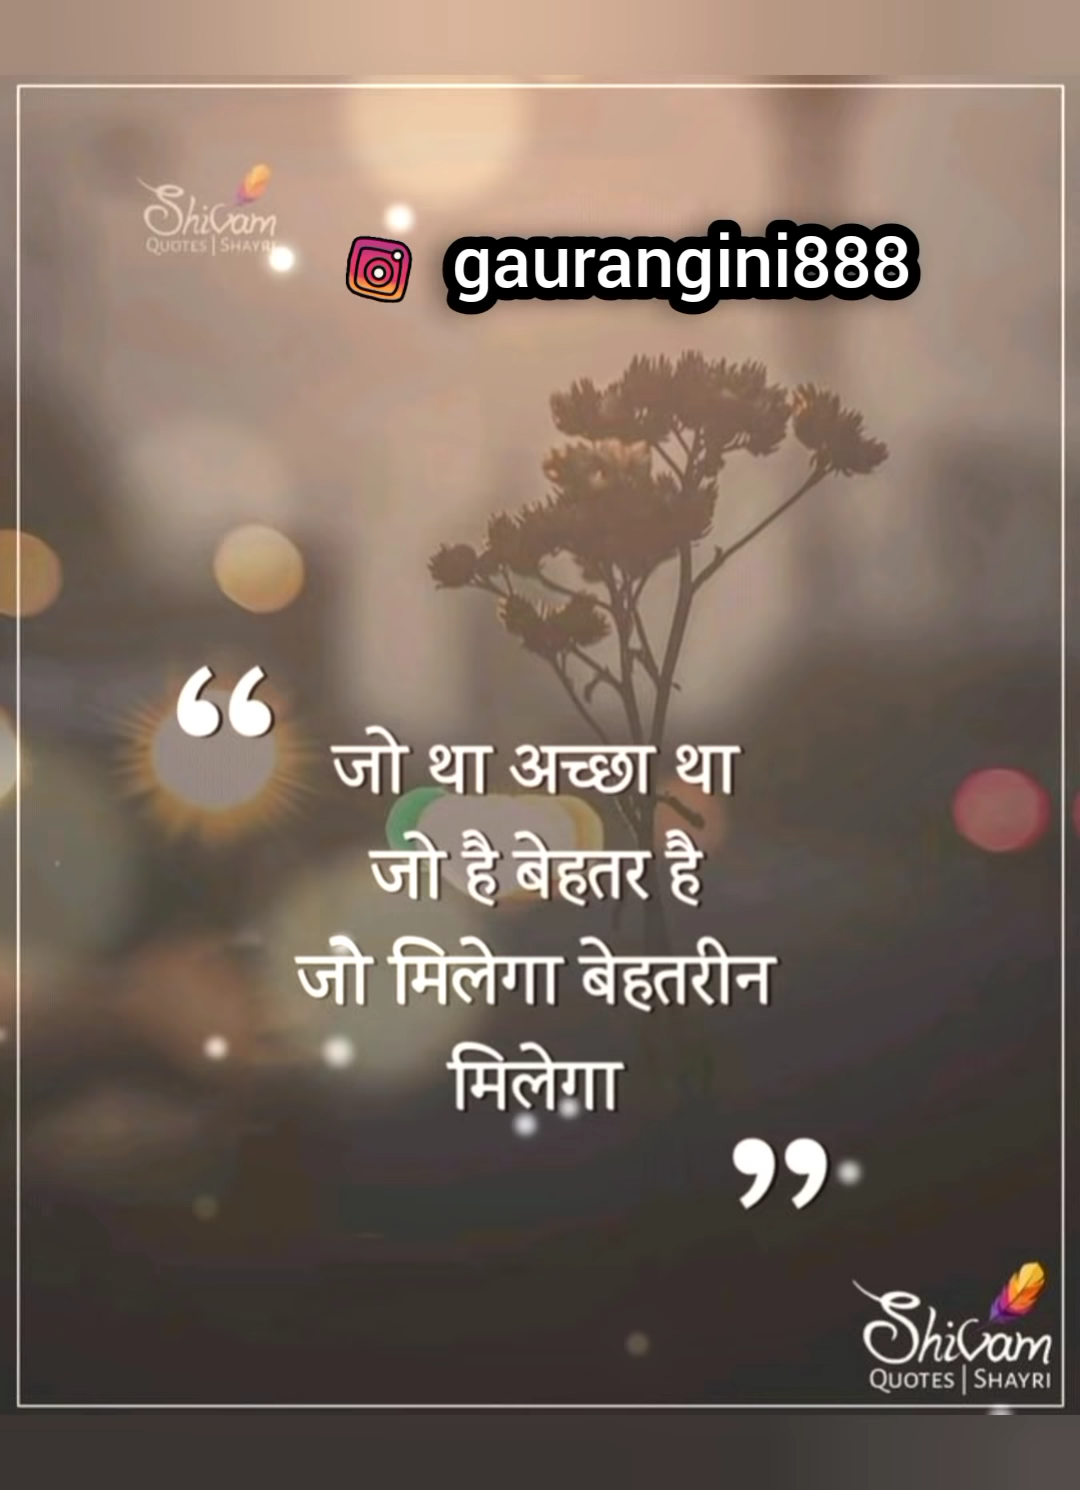 Shivam
QUOTES | SHAYRI
gaurangini888
“
जो था अच्छा था
जो है बेहतर है
जो मिलेगा बेहतरीन
मिलेगा
”
Shivam
QUOTES | SHAYRI